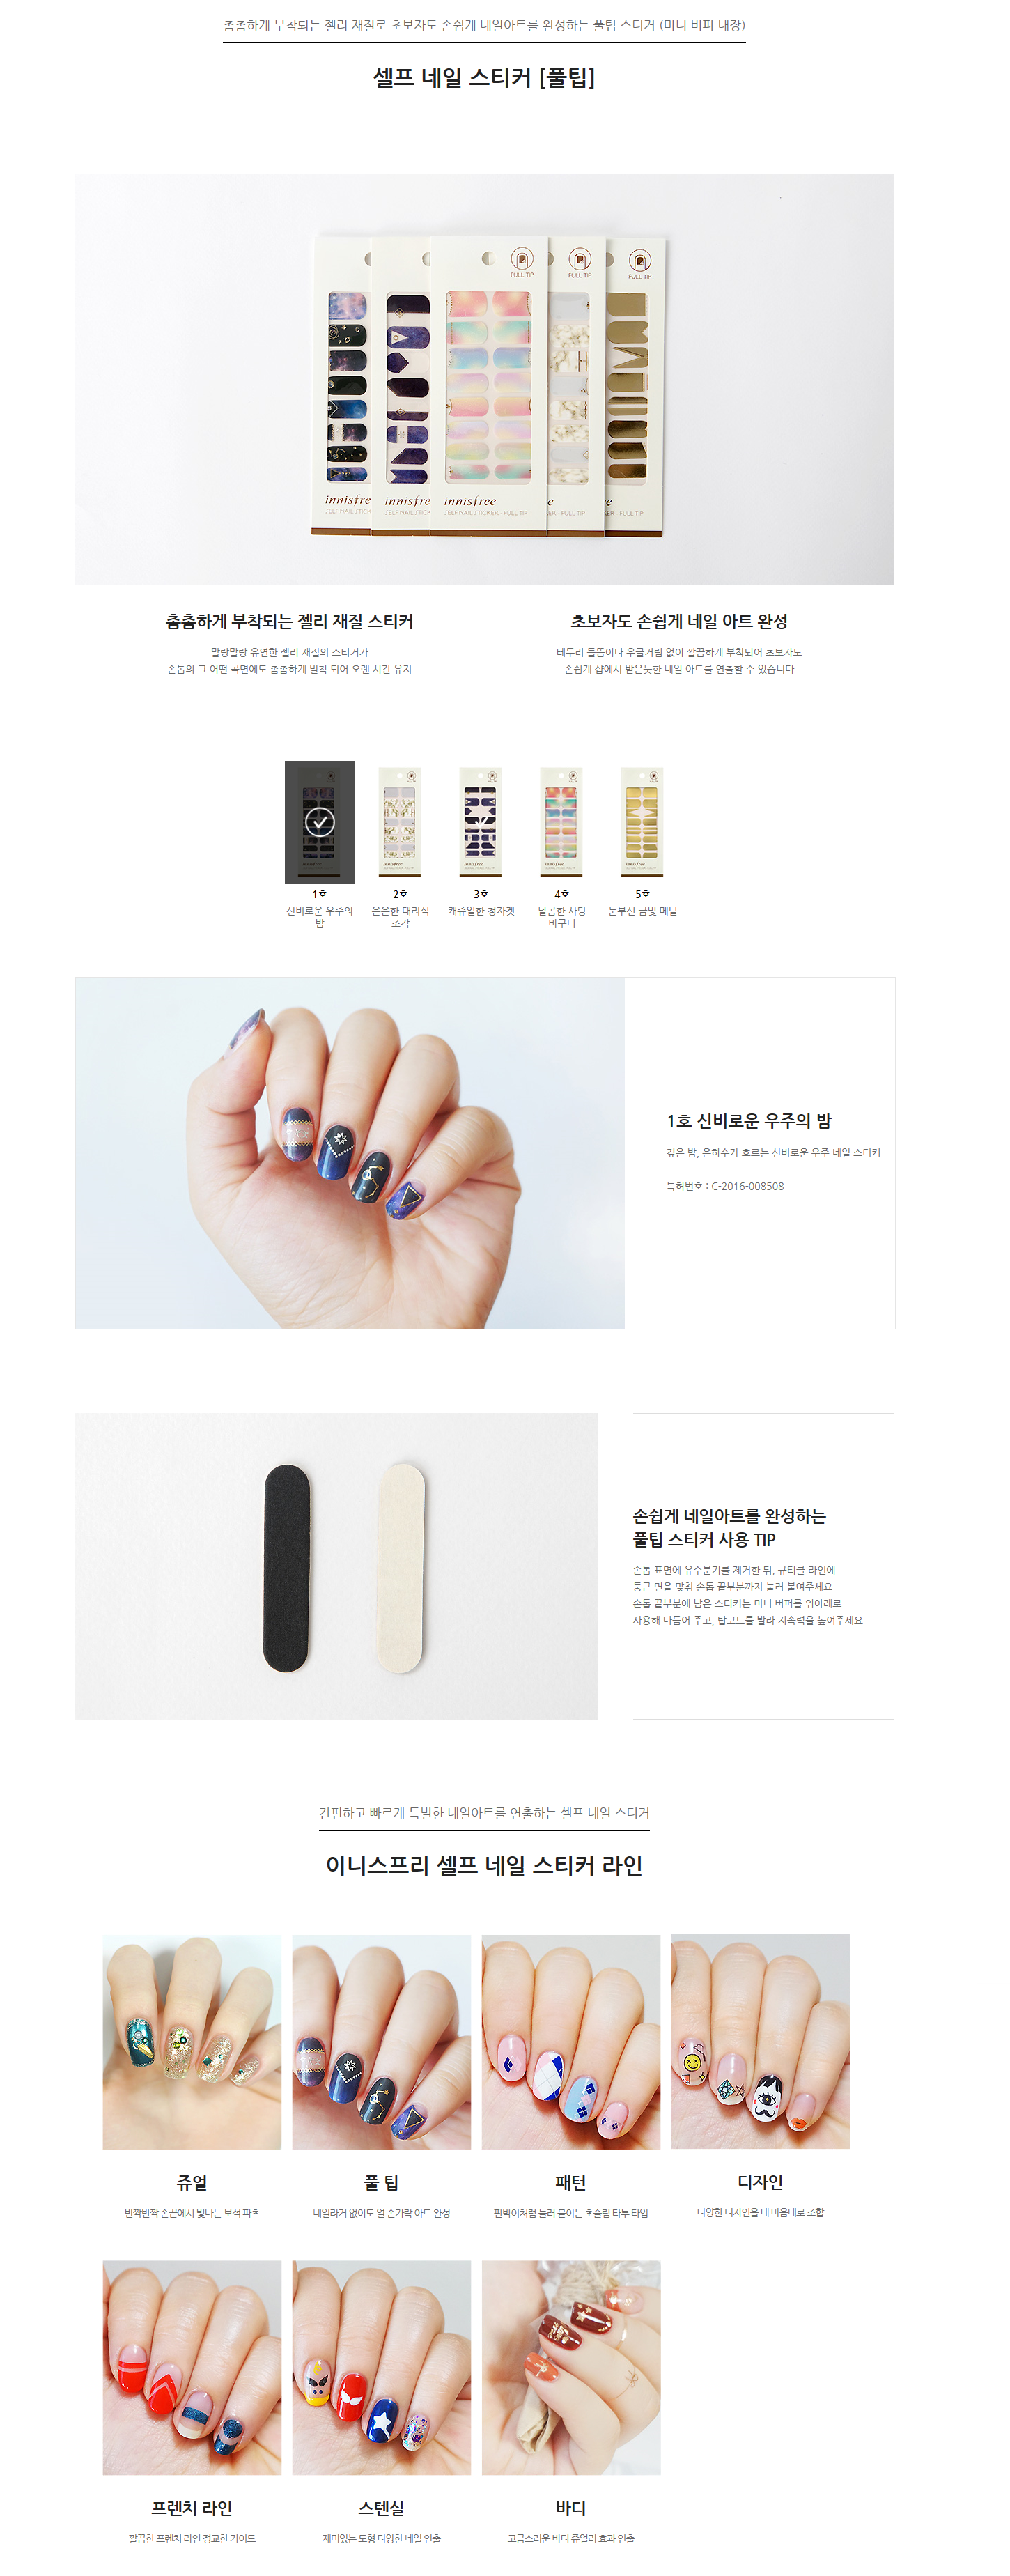 촘촘하게 부착되는 젤리 재질로 초보자도 손쉽게 네일아트를 완성하는 풀팁 스티커 (미니 버퍼 내장)
셀프 네일 스티커 [풀팁]
FULL TIP
FULL TIP
FULL TIP
innisfree
SELF NAIL STICK
innisfree
SELF NAIL STICK
innisfree
SELF NAIL STICKER - FULL TIP
촘촘하게 부착되는 젤리 재질 스티커
말랑말랑 유연한 젤리 재질의 스티커가
손톱의 그 어떤 곡면에도 촘촘하게 밀착 되어 오랜 시간 유지
초보자도 손쉽게 네일 아트 완성
테두리 들뜸이나 우글거림 없이 깔끔하게 부착되어 초보자도
손쉽게 샵에서 받은듯한 네일 아트를 연출할 수 있습니다
1호
신비로운 우주의
밤
2호
은은한 대리석
조각
3호
캐쥬얼한 청자켓
4호
달콤한 사탕
바구니
5호
눈부신 금빛 메탈
1호 신비로운 우주의 밤
깊은 밤, 은하수가 흐르는 신비로운 우주 네일 스티커
특허번호 : C-2016-008508
손쉽게 네일아트를 완성하는
풀팁 스티커 사용 TIP
손톱 표면에 유수분기를 제거한 뒤, 큐티클 라인에
둥근 면을 맞춰 손톱 끝부분까지 눌러 붙여주세요
손톱 끝부분에 남은 스티커는 미니 버퍼를 위아래로
사용해 다듬어 주고, 탑코트를 발라 지속력을 높여주세요
간편하고 빠르게 특별한 네일아트를 연출하는 셀프 네일 스티커
이니스프리 셀프 네일 스티커 라인
쥬얼
반짝반짝 손끝에서 빛나는 보석 파츠
풀 팁
네일라커 없이도 열 손가락 아트 완성
패턴
판박이처럼 눌러 붙이는 초슬림 타투 타입
디자인
다양한 디자인을 내 마음대로 조합
프렌치 라인
깔끔한 프렌치 라인 정교한 가이드
스텐실
재미있는 도형 다양한 네일 연출
바디
고급스러운 바디 쥬얼리 효과 연출